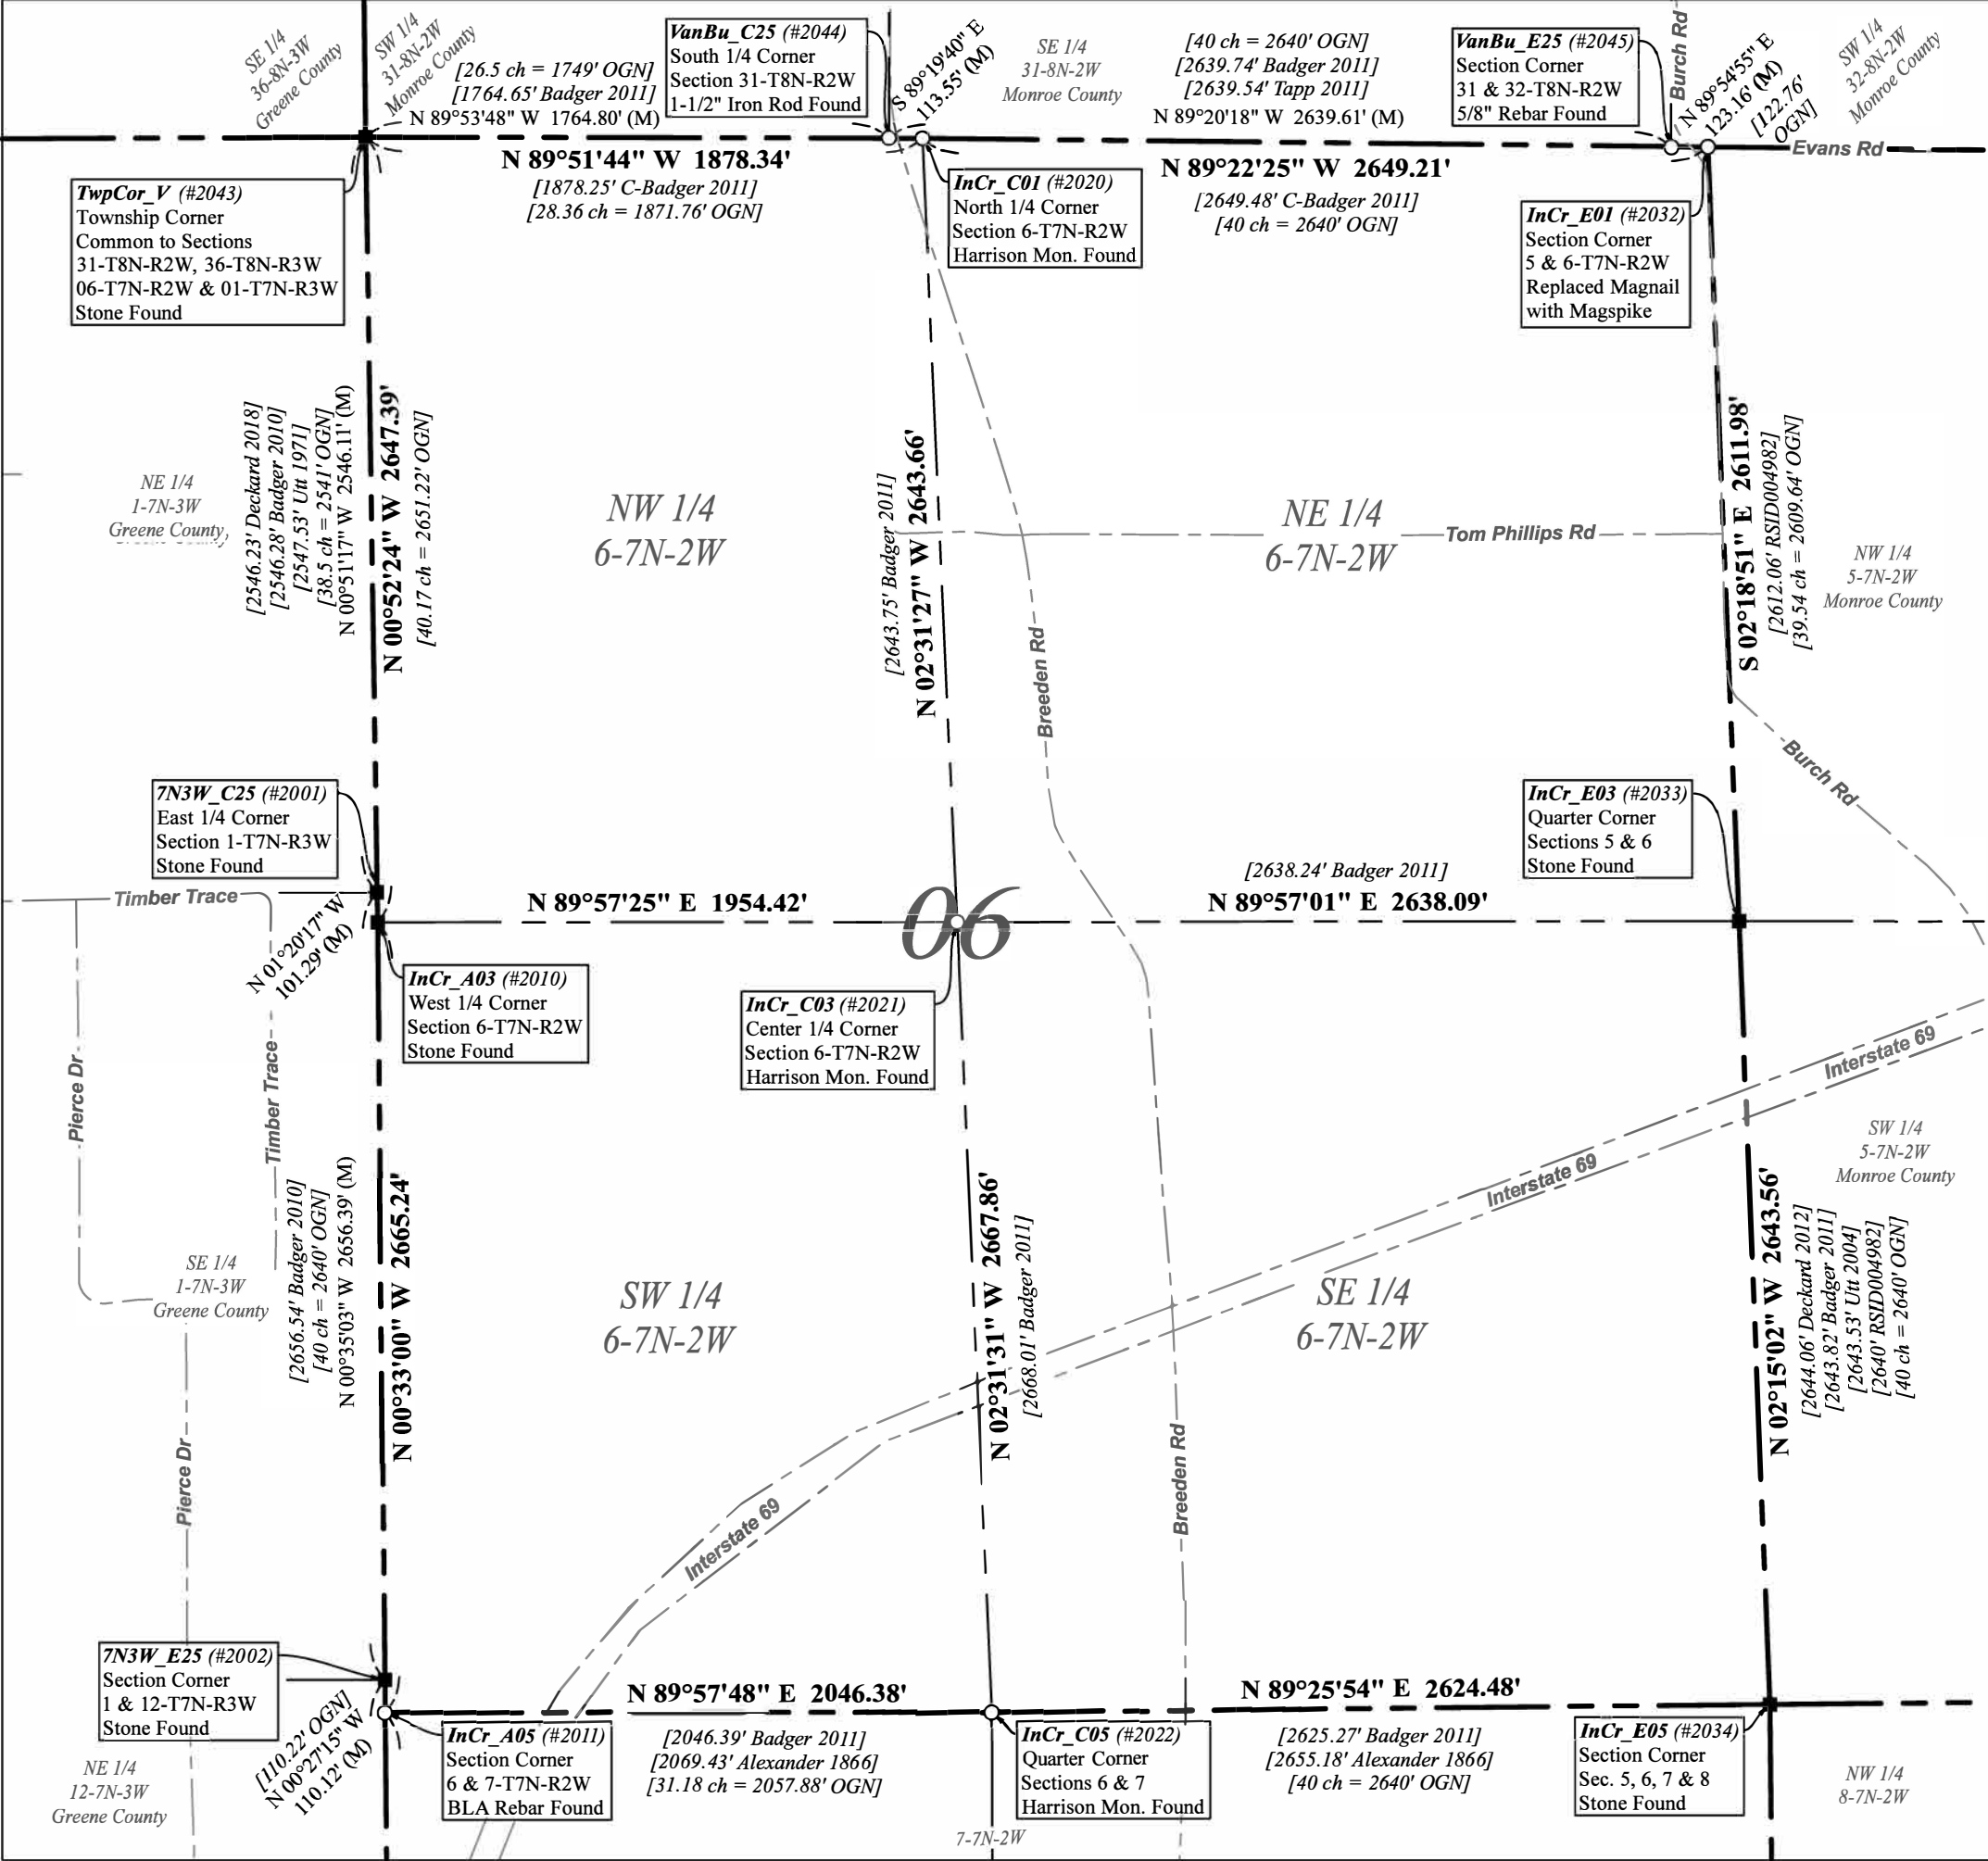 SE 1/4
36-8N-3W
Greene County
SW 1/4
31-8N-2W
Monroe County
[26.5 ch = 1749' OGN]
[1764.65' Badger 2011]
N 89°53'48" W 1764.80' (M)
VanBu_C25 (#2044)
South 1/4 Corner
Section 31-T8N-R2W
1-1/2" Iron Rod Found
S 89°19'40" E
113.55' (M)
SE 1/4
31-8N-2W
Monroe County
[40 ch = 2640' OGN]
[2639.74' Badger 2011]
[2639.54' Tapp 2011]
N 89°20'18" W 2639.61' (M)
VanBu_E25 (#2045)
Section Corner
31 & 32-T8N-R2W
5/8" Rebar Found
Burch Rd
N 89°54'55" E
123.16' (M)
[122.76'
OGN]
SW 1/4
32-8N-2W
Monroe County
Evans Rd
N 89°51'44" W 1878.34'
[1878.25' C-Badger 2011]
[28.36 ch = 1871.76' OGN]
N 89°22'25" W 2649.21'
[2649.48' C-Badger 2011]
[40 ch = 2640' OGN]
TwpCor_V (#2043)
Township Corner
Common to Sections
31-T8N-R2W, 36-T8N-R3W
06-T7N-R2W & 01-T7N-R3W
Stone Found
InCr_C01 (#2020)
North 1/4 Corner
Section 6-T7N-R2W
Harrison Mon. Found
InCr_E01 (#2032)
Section Corner
5 & 6-T7N-R2W
Replaced Magnail
with Magspike
[2546.23' Deckard 2018]
[2546.28' Badger 2010]
[2547.53' Utt 1971]
[38.5 ch = 2541' OGN]
N 00°51'17" W 2546.11' (M)
N 00°52'24" W 2647.39'
[40.17 ch = 2651.22' OGN]
NE 1/4
1-7N-3W
Greene County,
NW 1/4
6-7N-2W
[2643.75' Badger 2011]
N 02°31'27" W 2643.66'
Breeden Rd
NE 1/4
6-7N-2W
Tom Phillips Rd
S 02°18'51" E 2611.98'
[2612.06' RSID004982]
[39.54 ch = 2609.64' OGN]
NW 1/4
5-7N-2W
Monroe County
Burch Rd
7N3W_C25 (#2001)
East 1/4 Corner
Section 1-T7N-R3W
Stone Found
InCr_E03 (#2033)
Quarter Corner
Sections 5 & 6
Stone Found
Timber Trace
N 01°20'17" W
101.29' (M)
N 89°57'25" E 1954.42'
06
[2638.24' Badger 2011]
N 89°57'01" E 2638.09'
InCr_A03 (#2010)
West 1/4 Corner
Section 6-T7N-R2W
Stone Found
InCr_C03 (#2021)
Center 1/4 Corner
Section 6-T7N-R2W
Harrison Mon. Found
Pierce Dr
Timber Trace
Interstate 69
Interstate 69
SW 1/4
5-7N-2W
Monroe County
[2656.54' Badger 2010]
[40 ch = 2640' OGN]
N 00°35'03" W 2656.39' (M)
N 00°33'00" W 2665.24'
SE 1/4
1-7N-3W
Greene County
SW 1/4
6-7N-2W
N 02°31'31" W 2667.86'
[2668.01' Badger 2011]
SE 1/4
6-7N-2W
N 02°15'02" W 2643.56'
[2644.06' Deckard 2012]
[2643.82' Badger 2011]
[2643.53' Utt 2004]
[2640' RSID004982]
[40 ch = 2640' OGN]
Pierce Dr
Interstate 69
Breeden Rd
7N3W_E25 (#2002)
Section Corner
1 & 12-T7N-R3W
Stone Found
[110.22' OGN]
N 00°27'15" W
110.12' (M)
N 89°57'48" E 2046.38'
[2046.39' Badger 2011]
[2069.43' Alexander 1866]
[31.18 ch = 2057.88' OGN]
N 89°25'54" E 2624.48'
[2625.27' Badger 2011]
[2655.18' Alexander 1866]
[40 ch = 2640' OGN]
InCr_A05 (#2011)
Section Corner
6 & 7-T7N-R2W
BLA Rebar Found
InCr_C05 (#2022)
Quarter Corner
Sections 6 & 7
Harrison Mon. Found
InCr_E05 (#2034)
Section Corner
Sec. 5, 6, 7 & 8
Stone Found
NE 1/4
12-7N-3W
Greene County
7-7N-2W
NW 1/4
8-7N-2W